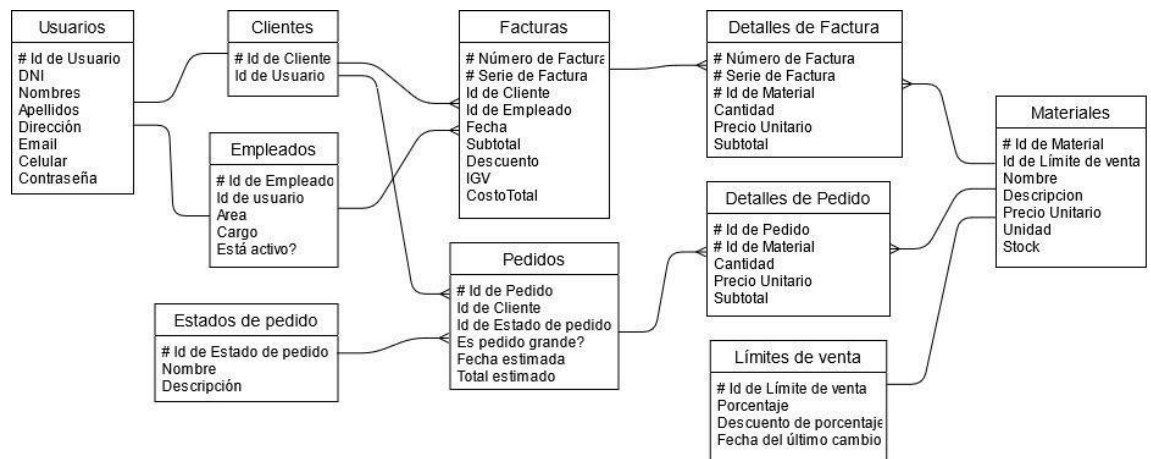 Usuarios
# Id de Usuario
DNI
Nombres
Apellidos
Dirección
Email
Celular
Contraseña
Clientes
# Id de Cliente
Id de Usuario
Empleados
# Id de Empleado
Id de usuario
Area
Cargo
Está activo?
Estados de pedido
# Id de Estado de pedido
Nombre
Descripción
Facturas
# Número de Factura
# Serie de Factura
Id de Cliente
Id de Empleado
Fecha
Subtotal
Descuento
IGV
CostoTotal
Pedidos
# Id de Pedido
Id de Cliente
Id de Estado de pedido
Es pedido grande?
Fecha estimada
Total estimado
Detalles de Factura
# Número de Factura
# Serie de Factura
# Id de Material
Cantidad
Precio Unitario
Subtotal
Detalles de Pedido
# Id de Pedido
# Id de Material
Cantidad
Precio Unitario
Subtotal
Límites de venta
# Id de Límite de venta
Porcentaje
Descuento de porcentaje
Fecha del último cambio
Materiales
# Id de Material
Id de Límite de venta
Nombre
Descripcion
Precio Unitario
Unidad
Stock